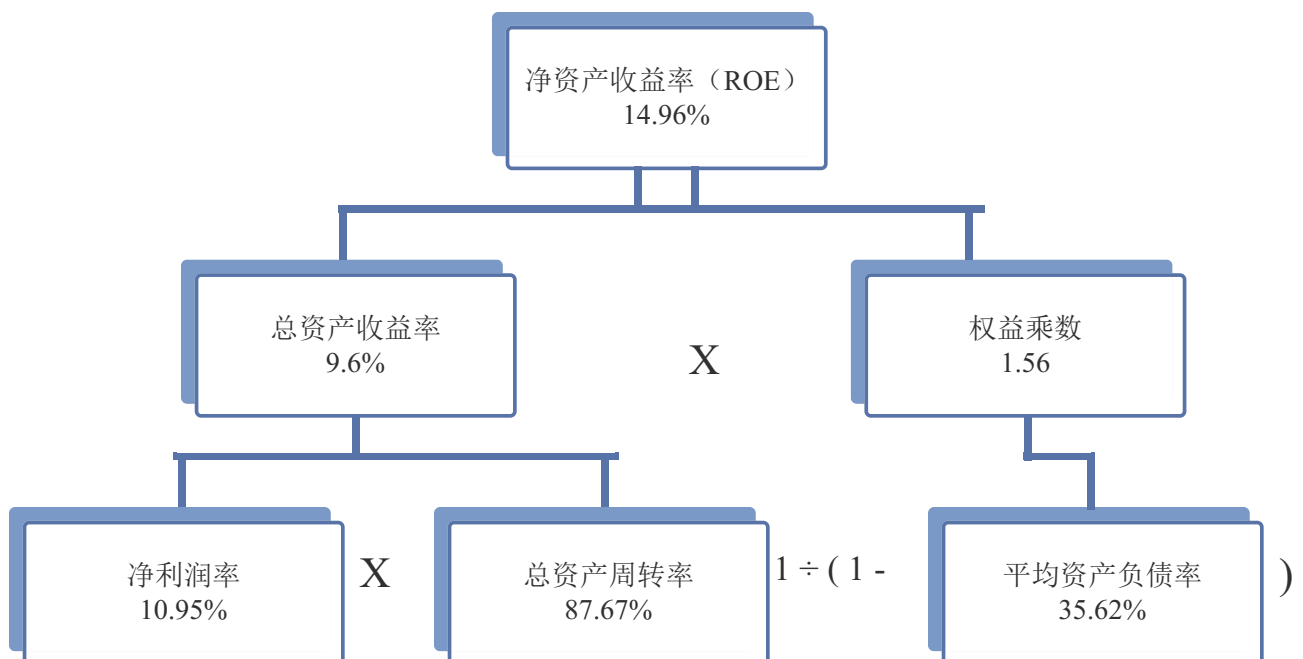 净资产收益率（ROE）
14.96%
总资产收益率
9.6%
X
权益乘数
1.56
净利润率
10.95%
X
总资产周转率
87.67%
1 ÷ ( 1 -
平均资产负债率
35.62%
)